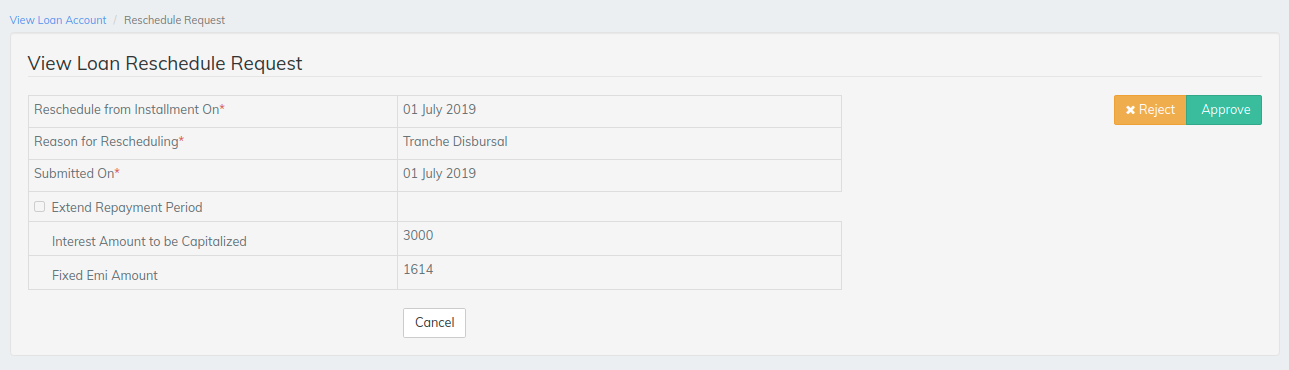 View Loan Account / Reschedule Request
View Loan Reschedule Request
Reschedule from Installment On* 01 July 2019
✖ Reject Approve
Reason for Rescheduling* Tranche Disbursal
Submitted On* 01 July 2019
Extend Repayment Period
Interest Amount to be Capitalized 3000
Fixed Emi Amount 1614
Cancel